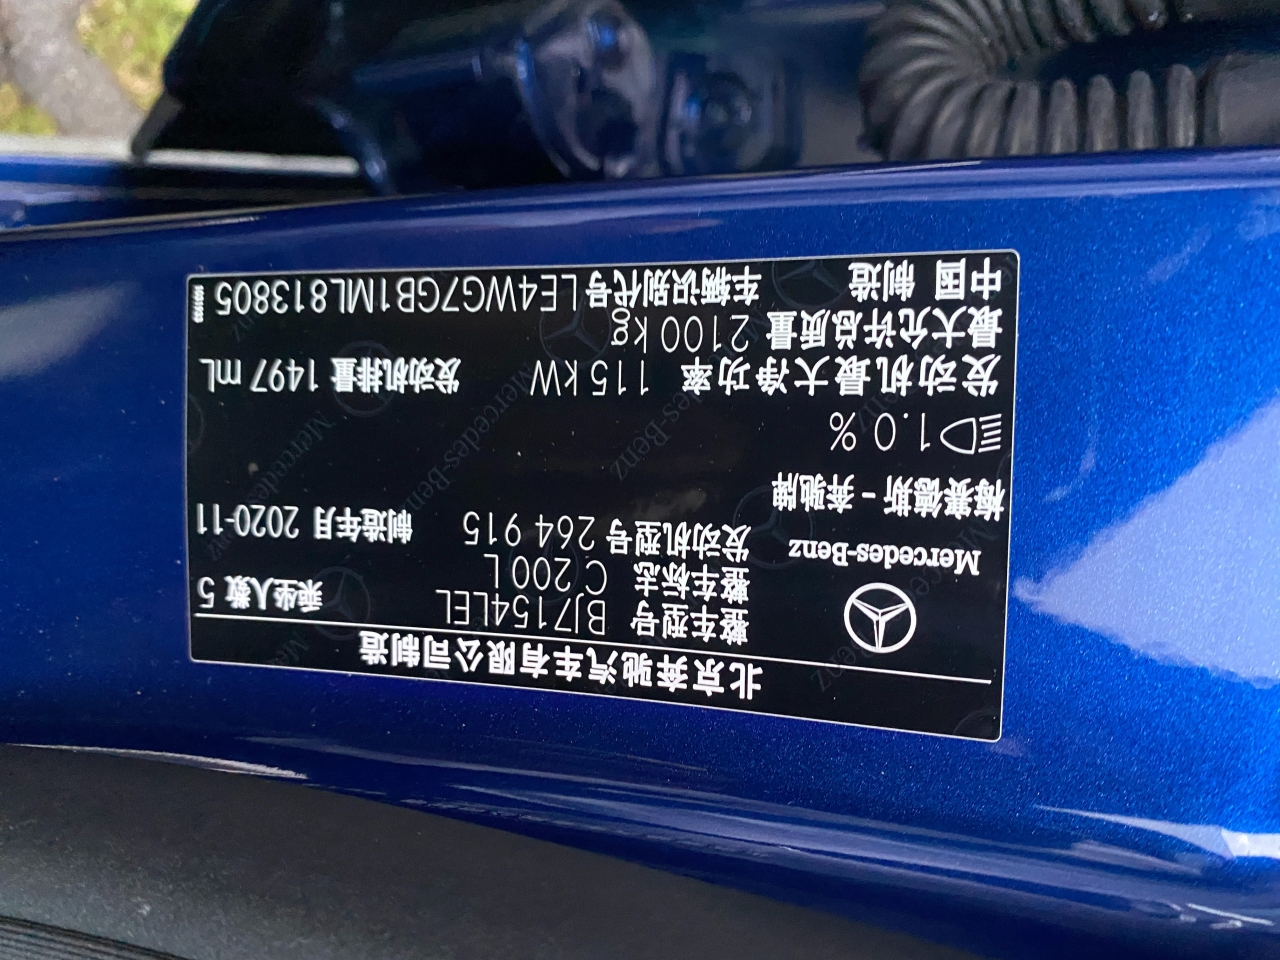 北京奔驰汽车有限公司制造
整车型号 BJ7154LEL 乘坐人数 5
整车标志 C 200 L
Mercedes-Benz 发动机型号 264 915 制造年月 2020-11
梅赛德斯 - 奔驰牌
1.0 %
发动机最大净功率 115 kW 发动机排量 1497 mL
最大允许总质量 2100 kg
中国 制造 车辆识别代号 LE4WG7GB1ML813805